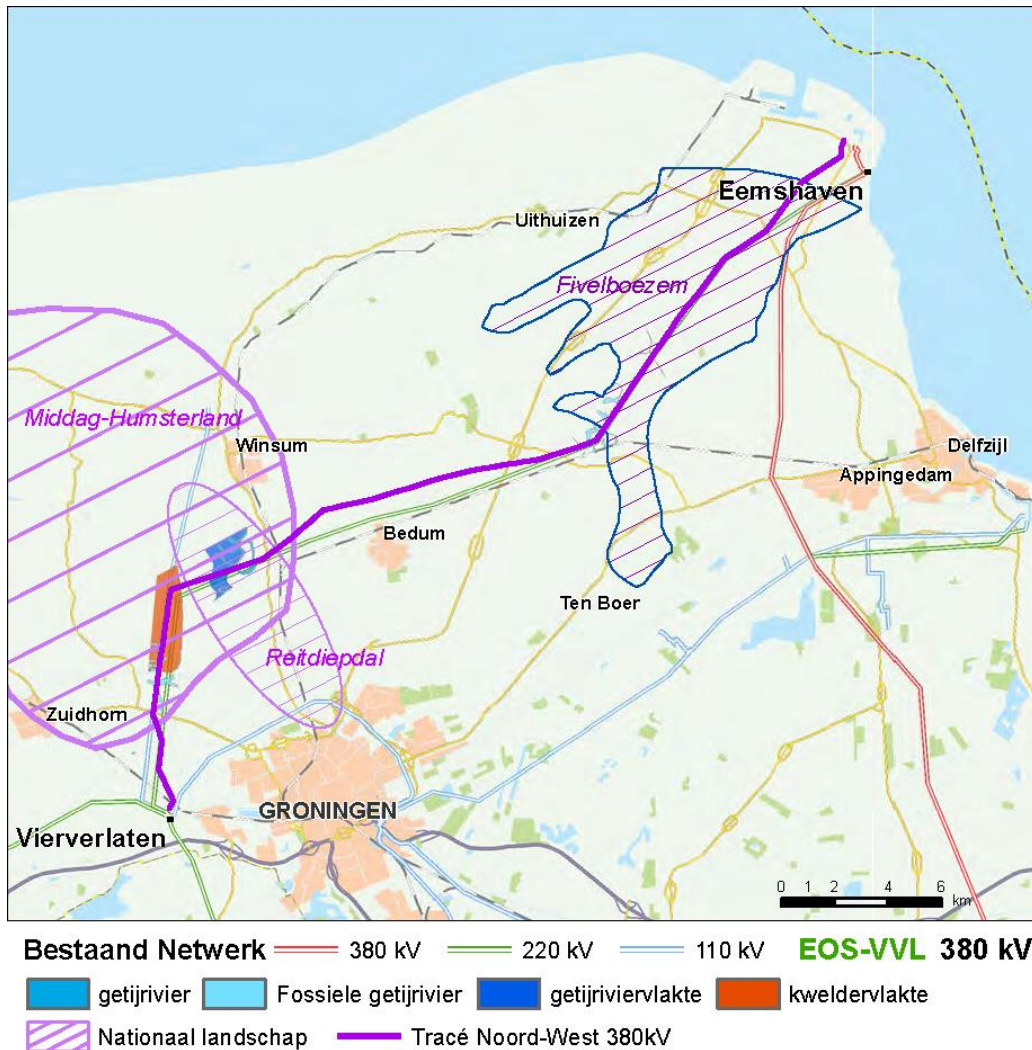 Eemshaven
Uithuizen
Fivelboezem
Middag-Humsterland
Winsum
Delfzijl
Appingedam
Bedum
Ten Boer
Reitdiepdal
Zuidhorn
GRONINGEN
Vierverlaten
0 1 2 4 6
km
Bestaand Netwerk 380 kV 220 kV 110 kV EOS-VVL 380 kV
getijrivier Fossiele getijrivier getijriviervlakte kweldervlakte
Nationaal landschap Tracé Noord-West 380kV